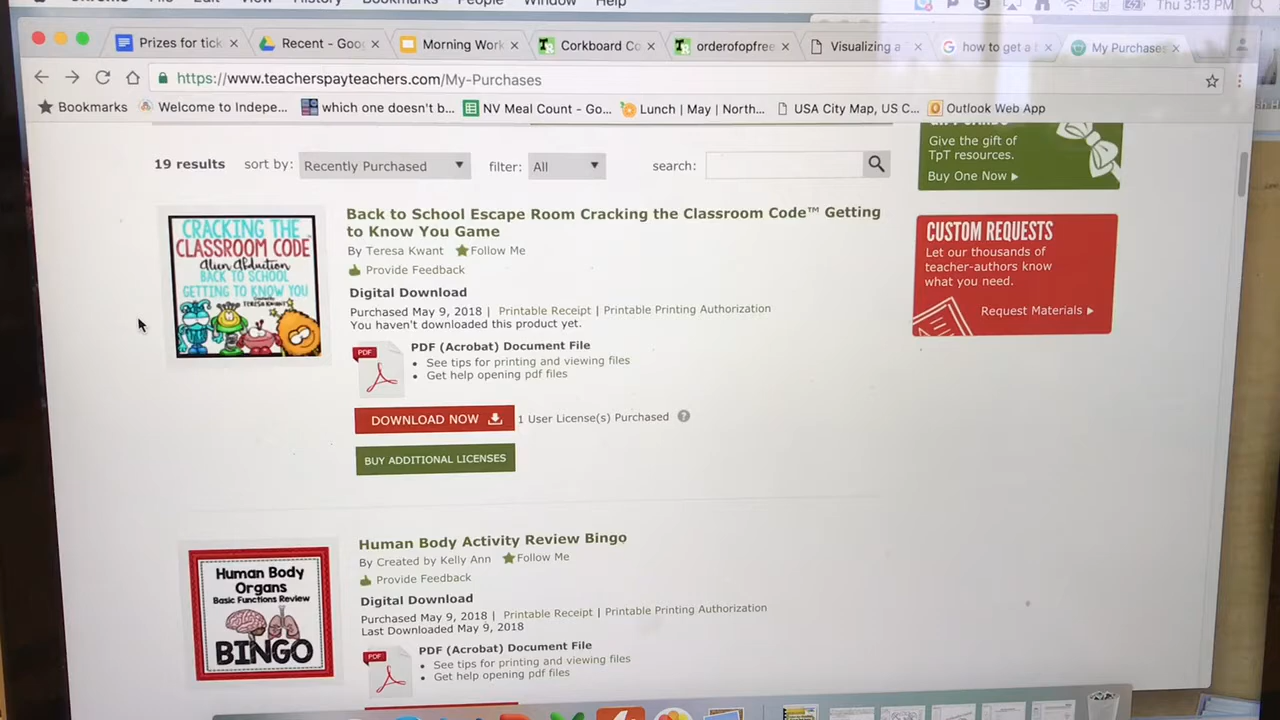 Thu 3:13 PM
Prizes for tick
Recent - Goo
Morning Work
Corkboard Co
orderofopfree
Visualizing a
how to get a
My Purchases
https://www.teacherspayteachers.com/My-Purchases
Bookmarks
Welcome to Indepe...
which one doesn't b...
NV Meal Count - Go...
Lunch | May | North...
USA City Map, US C...
Outlook Web App
19 results
sort by:
Recently Purchased
filter:
All
search:
Give the gift of
TpT resources.
Buy One Now
CUSTOM REQUESTS
Let our thousands of
teacher-authors know
what you need.
Request Materials
CRACKING THE
CLASSROOM CODE
Alien Abduction
BACK TO SCHOOL
GETTING TO KNOW YOU
TERESA KWANT
Back to School Escape Room Cracking the Classroom Code™ Getting
to Know You Game
By Teresa Kwant Follow Me
Provide Feedback
Digital Download
Purchased May 9, 2018 | Printable Receipt | Printable Printing Authorization
You haven't downloaded this product yet.
PDF
PDF (Acrobat) Document File
• See tips for printing and viewing files
• Get help opening pdf files
DOWNLOAD NOW
1 User License(s) Purchased ?
BUY ADDITIONAL LICENSES
Human Body
Organs
Basic Functions Review
BINGO
Human Body Activity Review Bingo
By Created by Kelly Ann Follow Me
Provide Feedback
Digital Download
Purchased May 9, 2018 | Printable Receipt | Printable Printing Authorization
Last Downloaded May 9, 2018
PDF
PDF (Acrobat) Document File
• See tips for printing and viewing files
• Get help opening pdf files